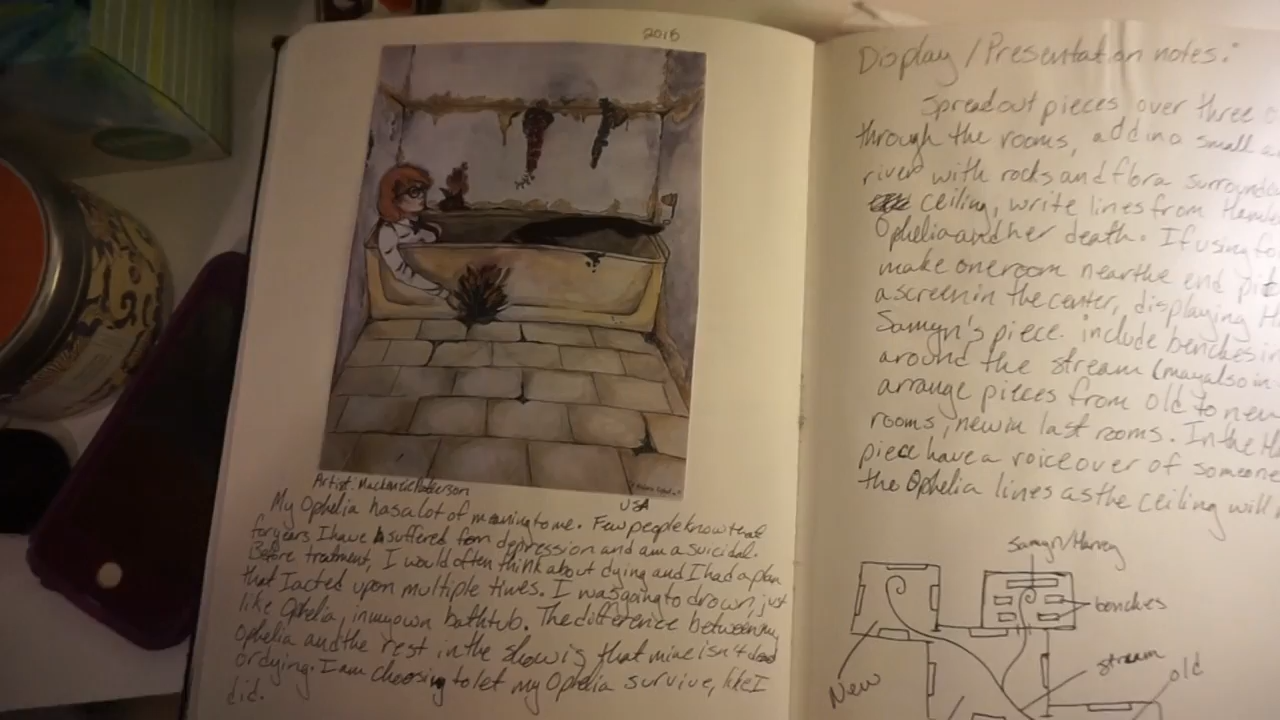 2015
Artist: Mackenzie Patterson
USA
My Ophelia has a lot of meaning to me. Few people know that
for years I have suffered from depression and am a suicidal.
Before treatment, I would often think about dying and I had a plan
that I acted upon multiple times. I was going to drown, just
like Ophelia, in my own bathtub. The difference between my
Ophelia and the rest in the show is that mine isn't dead
or dying. I am choosing to let my Ophelia survive, like I
did.
Display/Presentation notes:
Spread out pieces over three
through the rooms, add in a small
river with rocks and flora
ceiling, write lines from
Ophelia and her death. If using
make one room near the end
a screen in the center, displaying
Samyn's piece. include benches
around the stream (may also
arrange pieces from old to new
rooms, new in last rooms. In the
piece have a voice over of someone
the Ophelia lines as the ceiling will
Samyn/Harvey
benches
stream
old
New